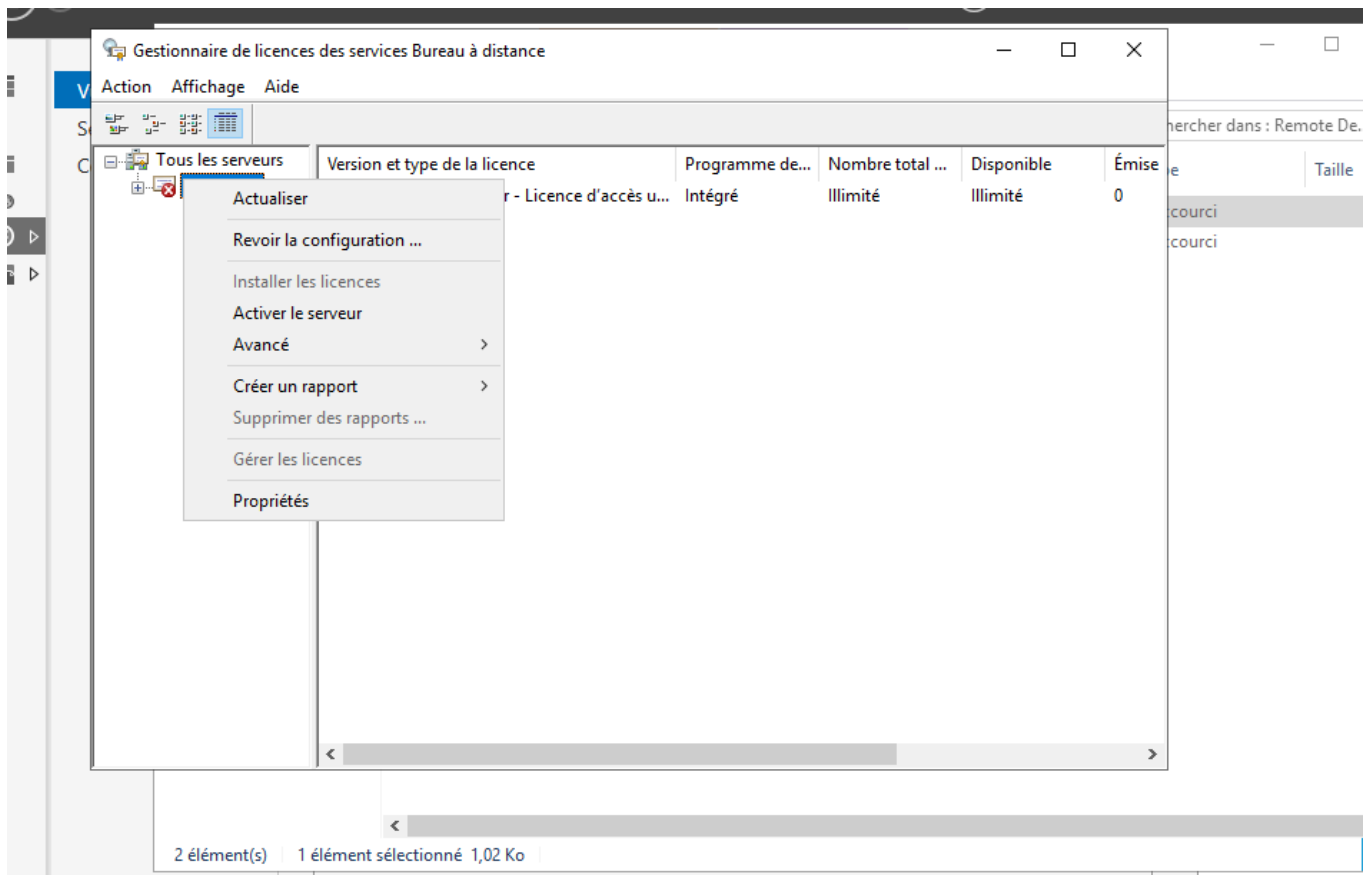 Gestionnaire de licences des services Bureau à distance
Action Affichage Aide
Tous les serveurs
Version et type de la licence Programme de... Nombre total ... Disponible Émise
r - Licence d'accès u... Intégré Illimité Illimité 0
Actualiser
Revoir la configuration ...
Installer les licences
Activer le serveur
Avancé
Créer un rapport
Supprimer des rapports ...
Gérer les licences
Propriétés
hercher dans : Remote De.
Taille
ccourci
ccourci
2 élément(s) 1 élément sélectionné 1,02 Ko